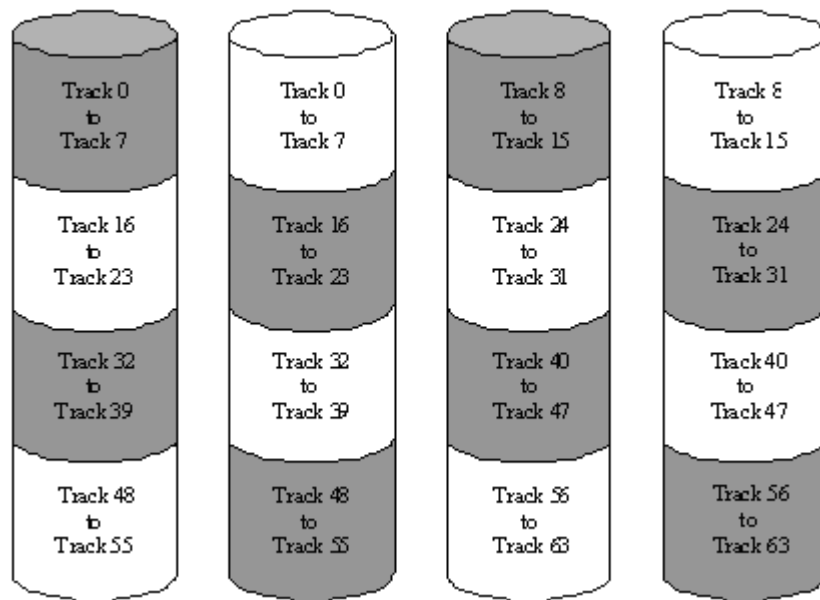 Track 0
to
Track 7
Track 0
to
Track 7
Track 8
to
Track 15
Track 8
to
Track 15
Track 16
to
Track 23
Track 16
to
Track 23
Track 24
to
Track 31
Track 24
to
Track 31
Track 32
to
Track 39
Track 32
to
Track 39
Track 40
to
Track 47
Track 40
to
Track 47
Track 48
to
Track 55
Track 48
to
Track 55
Track 56
to
Track 63
Track 56
to
Track 63